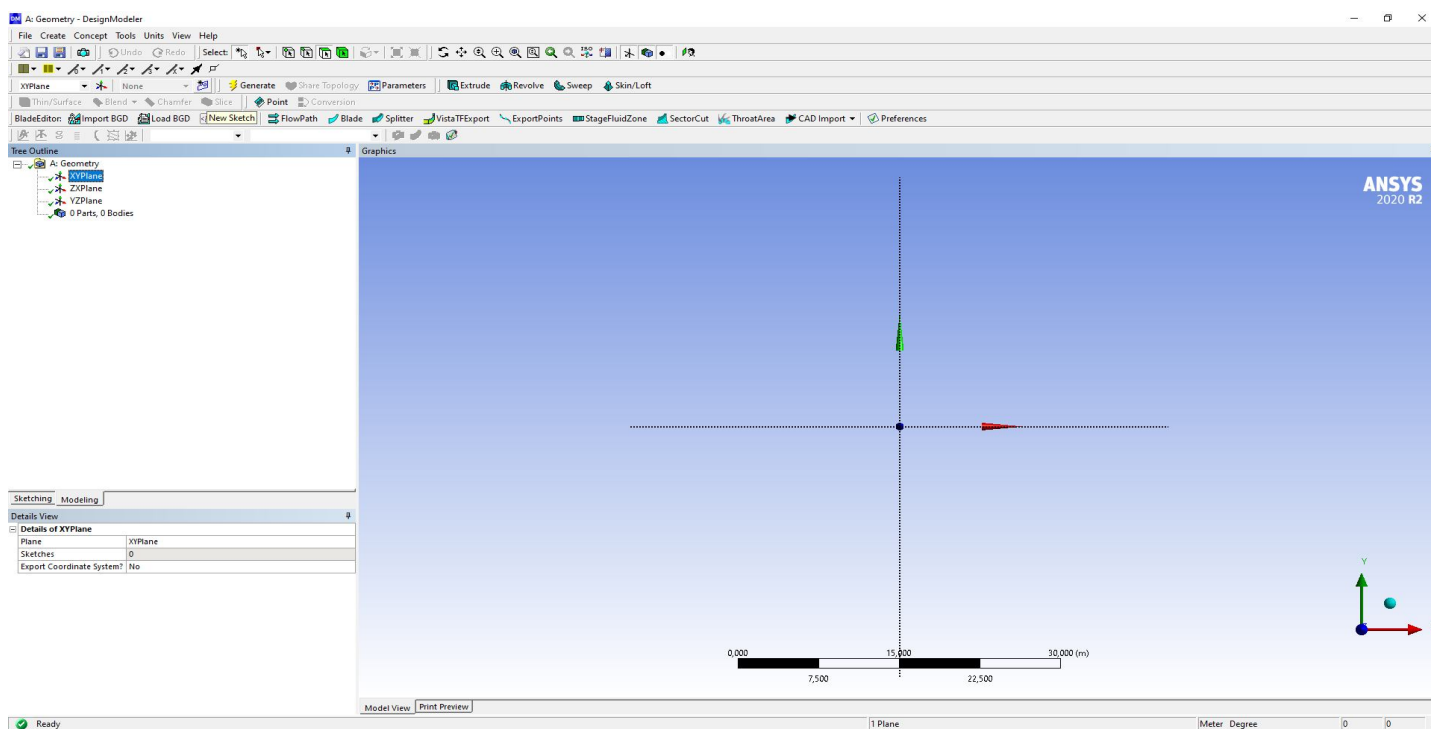 DM A: Geometry - DesignModeler
File Create Concept Tools Units View Help
Undo Redo Select: ISO
XYPlane None Generate Share Topology Parameters Extrude Revolve Sweep Skin/Loft
Thin/Surface Blend Chamfer Slice Point Conversion
BladeEditor: Import BGD Load BGD New Sketch FlowPath Blade Splitter VistaTFExport ExportPoints StageFluidZone SectorCut ThroatArea CAD Import Preferences
Tree Outline
A: Geometry
XYPlane
ZXPlane
YZPlane
0 Parts, 0 Bodies
Sketching Modeling
Details View
Details of XYPlane
Plane XYPlane
Sketches 0
Export Coordinate System? No
Graphics
ANSYS
2020 R2
Y
0,000 15,000 30,000 (m)
7,500 22,500
Model View Print Preview
Ready 1 Plane Meter Degree 0 0